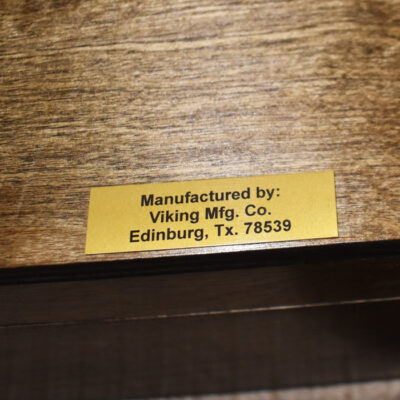 Manufactured by:
Viking Mfg. Co.
Edinburg, Tx. 78539